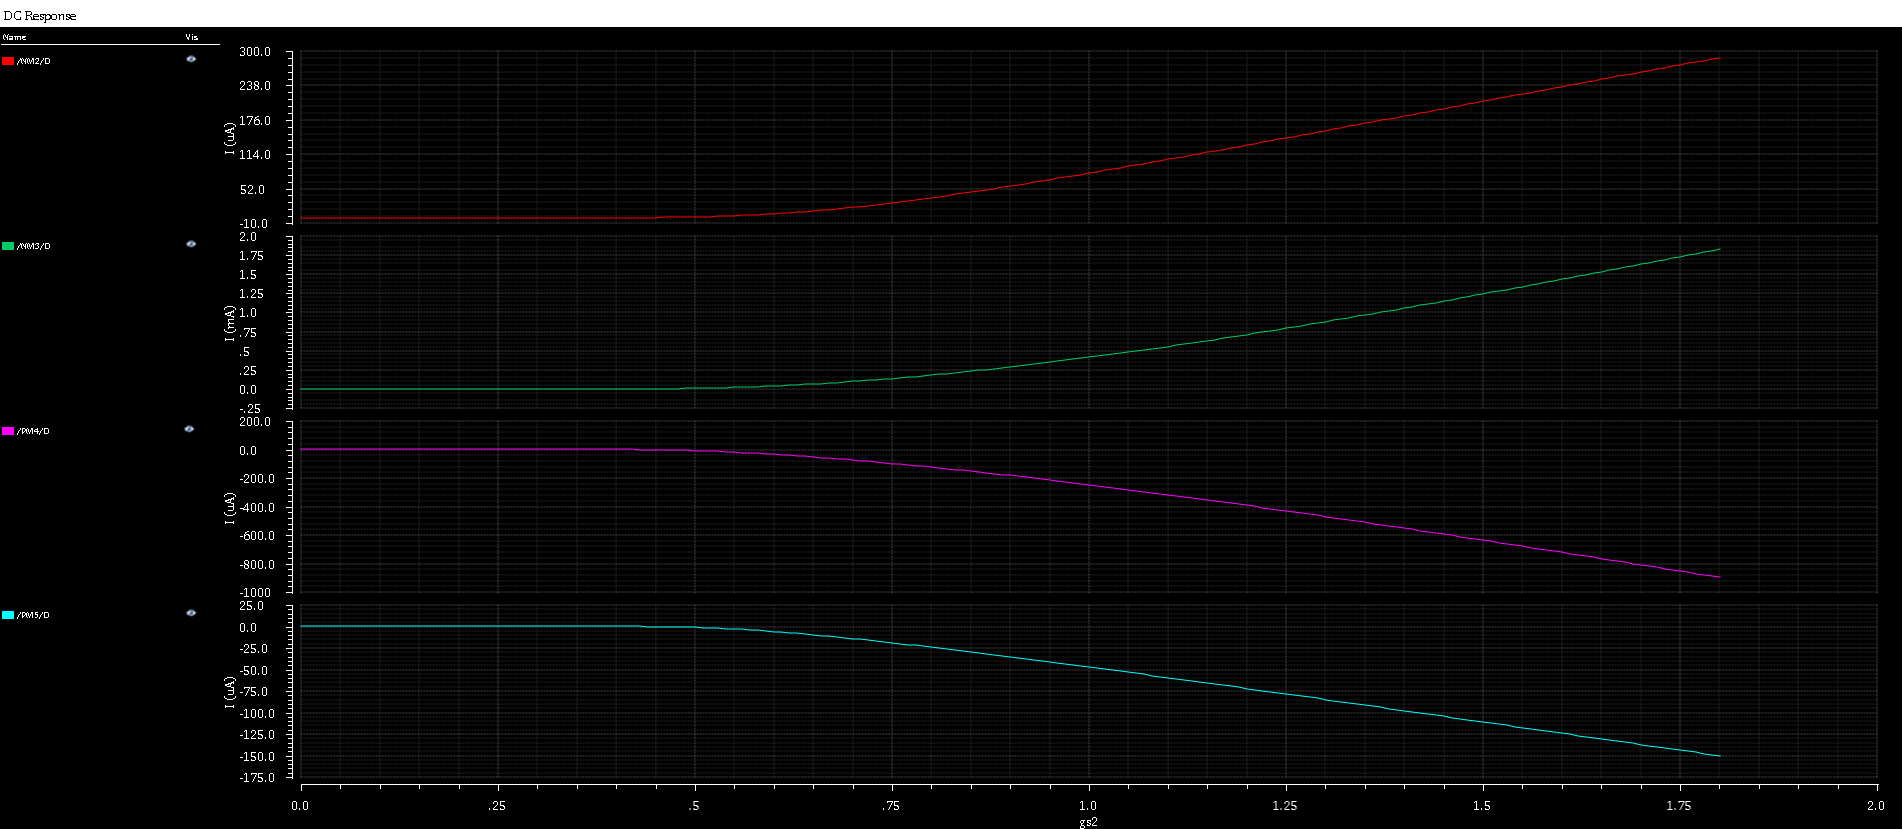 DC Response
Name Vis
/NM2/D
300.0
238.0
176.0
114.0
52.0
-10.0
I (uA)
/NM3/D
2.0
1.75
1.5
1.25
1.0
.75
.5
.25
0.0
-.25
I (mA)
/PM4/D
200.0
0.0
-200.0
-400.0
-600.0
-800.0
-1000
I (uA)
/PM5/D
25.0
0.0
-25.0
-50.0
-75.0
-100.0
-125.0
-150.0
-175.0
I (uA)
0.0 .25 .5 .75 1.0 1.25 1.5 1.75 2.0
gs2